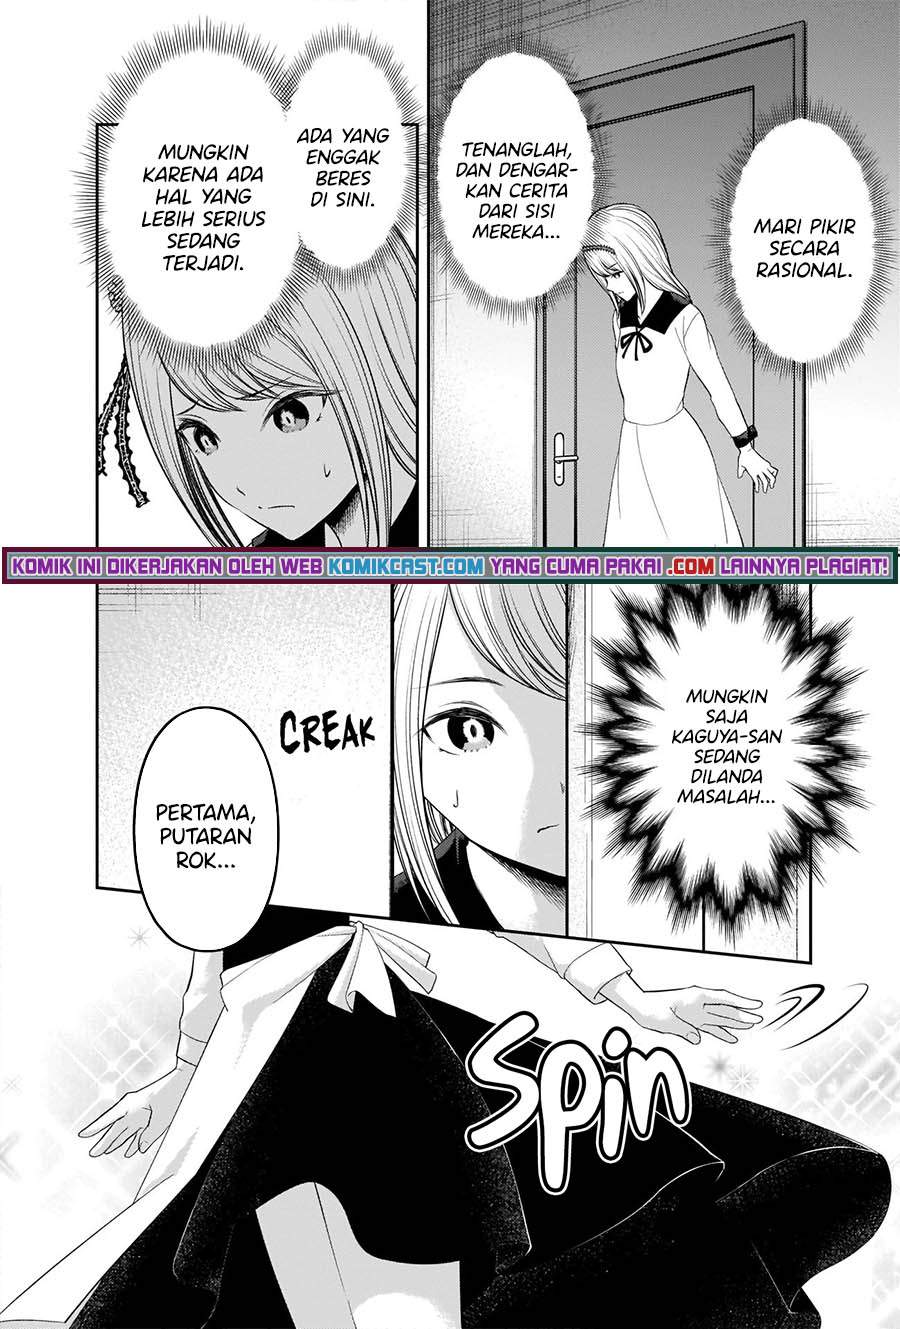 MARI PIKIR
SECARA
RASIONAL.
TENANGLAH,
DAN DENGAR-
KAN CERITA
DARI SISI
MEREKA...
ADA YANG
ENGGAK
BERES
DI SINI.
MUNGKIN
KARENA ADA
HAL YANG
LEBIH SERIUS
SEDANG
TERJADI.
KOMIK INI DIKERJAKAN OLEH WEB KOMIKCAST.COM YANG CUMA PAKAI .COM LAINNYA PLAGIAT!
MUNGKIN
SAJA
KAGUYA-SAN
SEDANG
DILANDA
MASALAH...
CREAK
PERTAMA,
PUTARAN
ROK...
SPIN